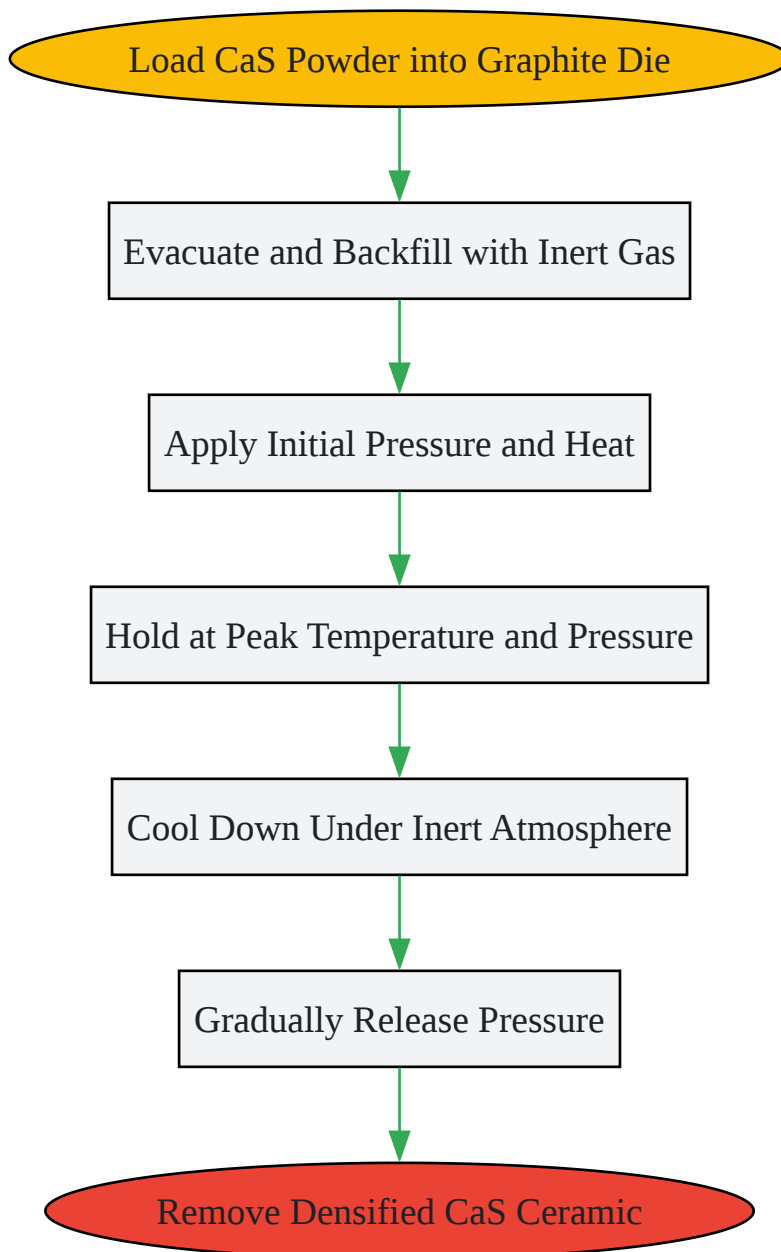 Load CaS Powder into Graphite Die
Evacuate and Backfill with Inert Gas
Apply Initial Pressure and Heat
Hold at Peak Temperature and Pressure
Cool Down Under Inert Atmosphere
Gradually Release Pressure
Remove Densified CaS Ceramic